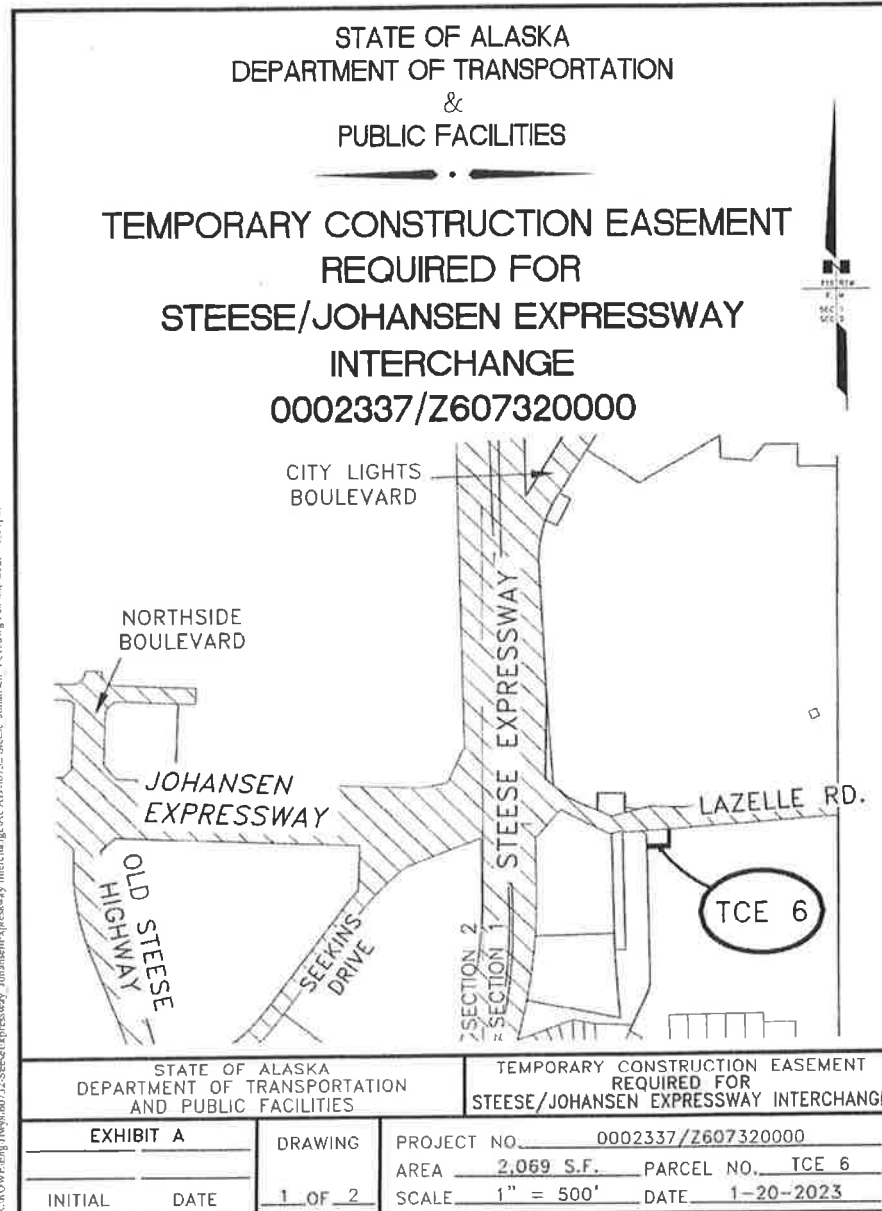 STATE OF ALASKA
DEPARTMENT OF TRANSPORTATION
&
PUBLIC FACILITIES
TEMPORARY CONSTRUCTION EASEMENT
REQUIRED FOR
STEESE/JOHANSEN EXPRESSWAY
INTERCHANGE
0002337/Z607320000
N
CITY LIGHTS
BOULEVARD
NORTHSIDE
BOULEVARD
STEESE EXPRESSWAY
JOHANSEN
EXPRESSWAY
LAZELLE RD.
TCE 6
OLD STEESE
HIGHWAY
SEEKINS
DRIVE
SECTION 2
SECTION 1
STATE OF ALASKA
DEPARTMENT OF TRANSPORTATION
AND PUBLIC FACILITIES
TEMPORARY CONSTRUCTION EASEMENT
REQUIRED FOR
STEESE/JOHANSEN EXPRESSWAY INTERCHANGE
EXHIBIT A
INITIAL DATE
DRAWING
1 OF 2
PROJECT NO. 0002337/Z607320000
AREA 2,069 S.F. PARCEL NO. TCE 6
SCALE 1" = 500' DATE 1-20-2023